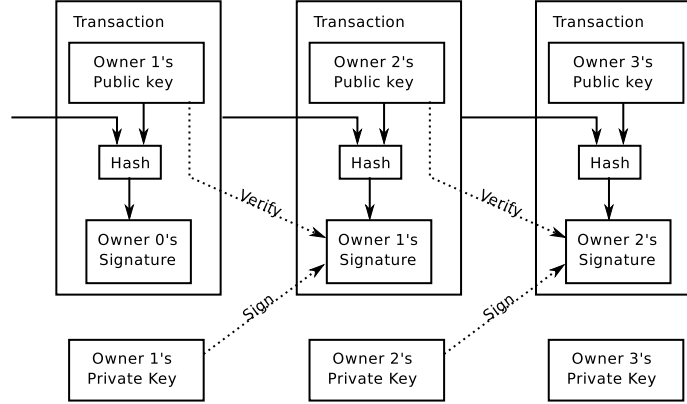 Transaction
Owner 1's
Public key
Hash
Owner 0's
Signature
Transaction
Owner 2's
Public key
Hash
Verify
Owner 1's
Signature
Transaction
Owner 3's
Public key
Hash
Verify
Owner 2's
Signature
Sign
Sign
Owner 1's
Private Key
Owner 2's
Private Key
Owner 3's
Private Key